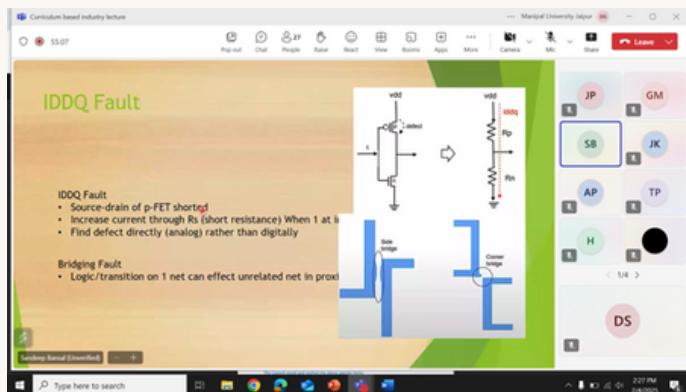 Curriculum based industry lecture
Manipal University Jaipur
55:07
Pop out
Chat
27
People
Raise
React
View
Rooms
Apps
More
Camera
Mic
Share
Leave
IDDQ Fault
IDDQ Fault
• Source-drain of p-FET shorted
• Increase current through Rs (short resistance) When 1 at i
• Find defect directly (analog) rather than digitally
Bridging Fault
• Logic/transition on 1 net can effect unrelated net in proxi
vdd
defect
1
vdd
iddq
Rp
Rn
Side
bridge
Corner
bridge
JP
GM
SB
JK
AP
TP
H
1/4
DS
Sandeep Bansal (Unverified)
Type here to search
2:27 PM